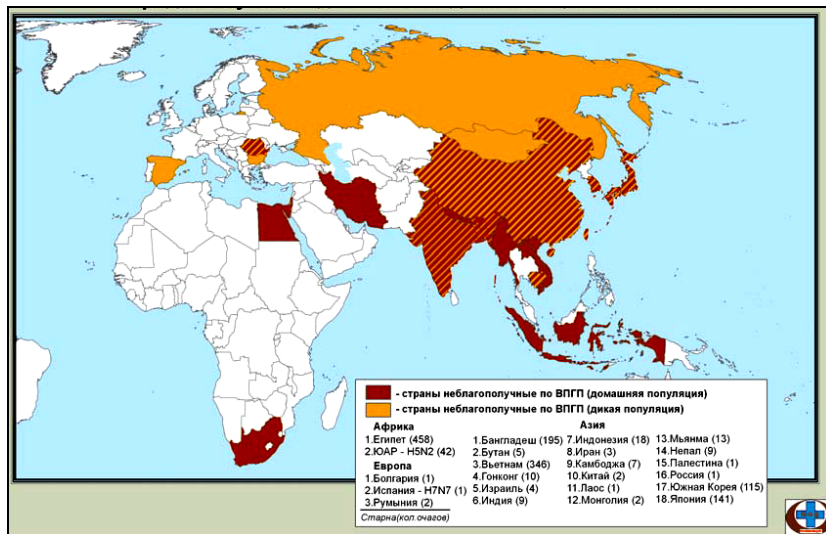 - страны неблагополучные по ВПГП (домашняя популяция)
- страны неблагополучные по ВПГП (дикая популяция)
Африка
1.Египет (458)
2.ЮАР - H5N2 (42)
Европа
1.Болгария (1)
2.Испания - H7N7 (1)
3.Румыния (2)
Старна(кол.очагов)
Азия
1.Бангладеш (195)
2.Бутан (5)
3.Вьетнам (346)
4.Гонконг (10)
5.Израиль (4)
6.Индия (9)
7.Индонезия (18)
8.Иран (3)
9.Камбоджа (7)
10.Китай (2)
11.Лаос (1)
12.Монголия (2)
13.Мьянма (13)
14.Непал (9)
15.Палестина (1)
16.Россия (1)
17.Южная Корея (115)
18.Япония (141)